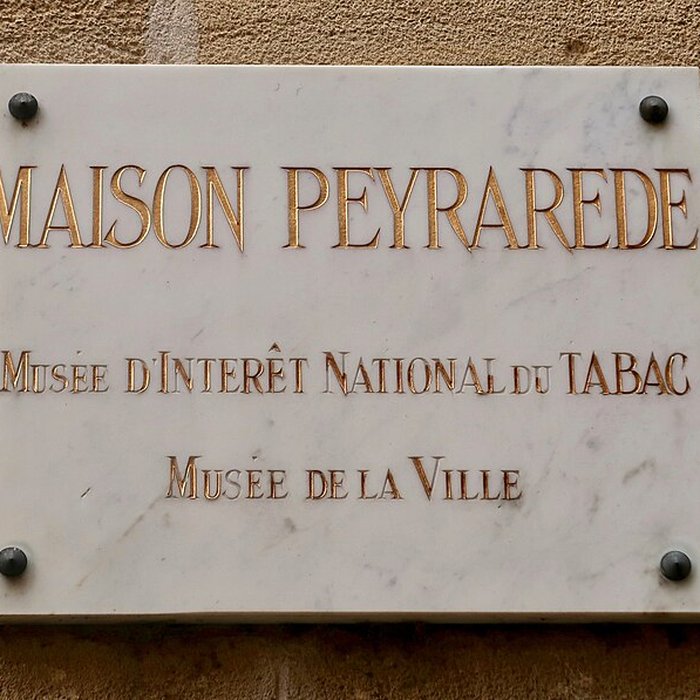 MAISON PEYRAREDE
MUSÉE D'INTERÊT NATIONAL DU TABAC
MUSÉE DE LA VILLE